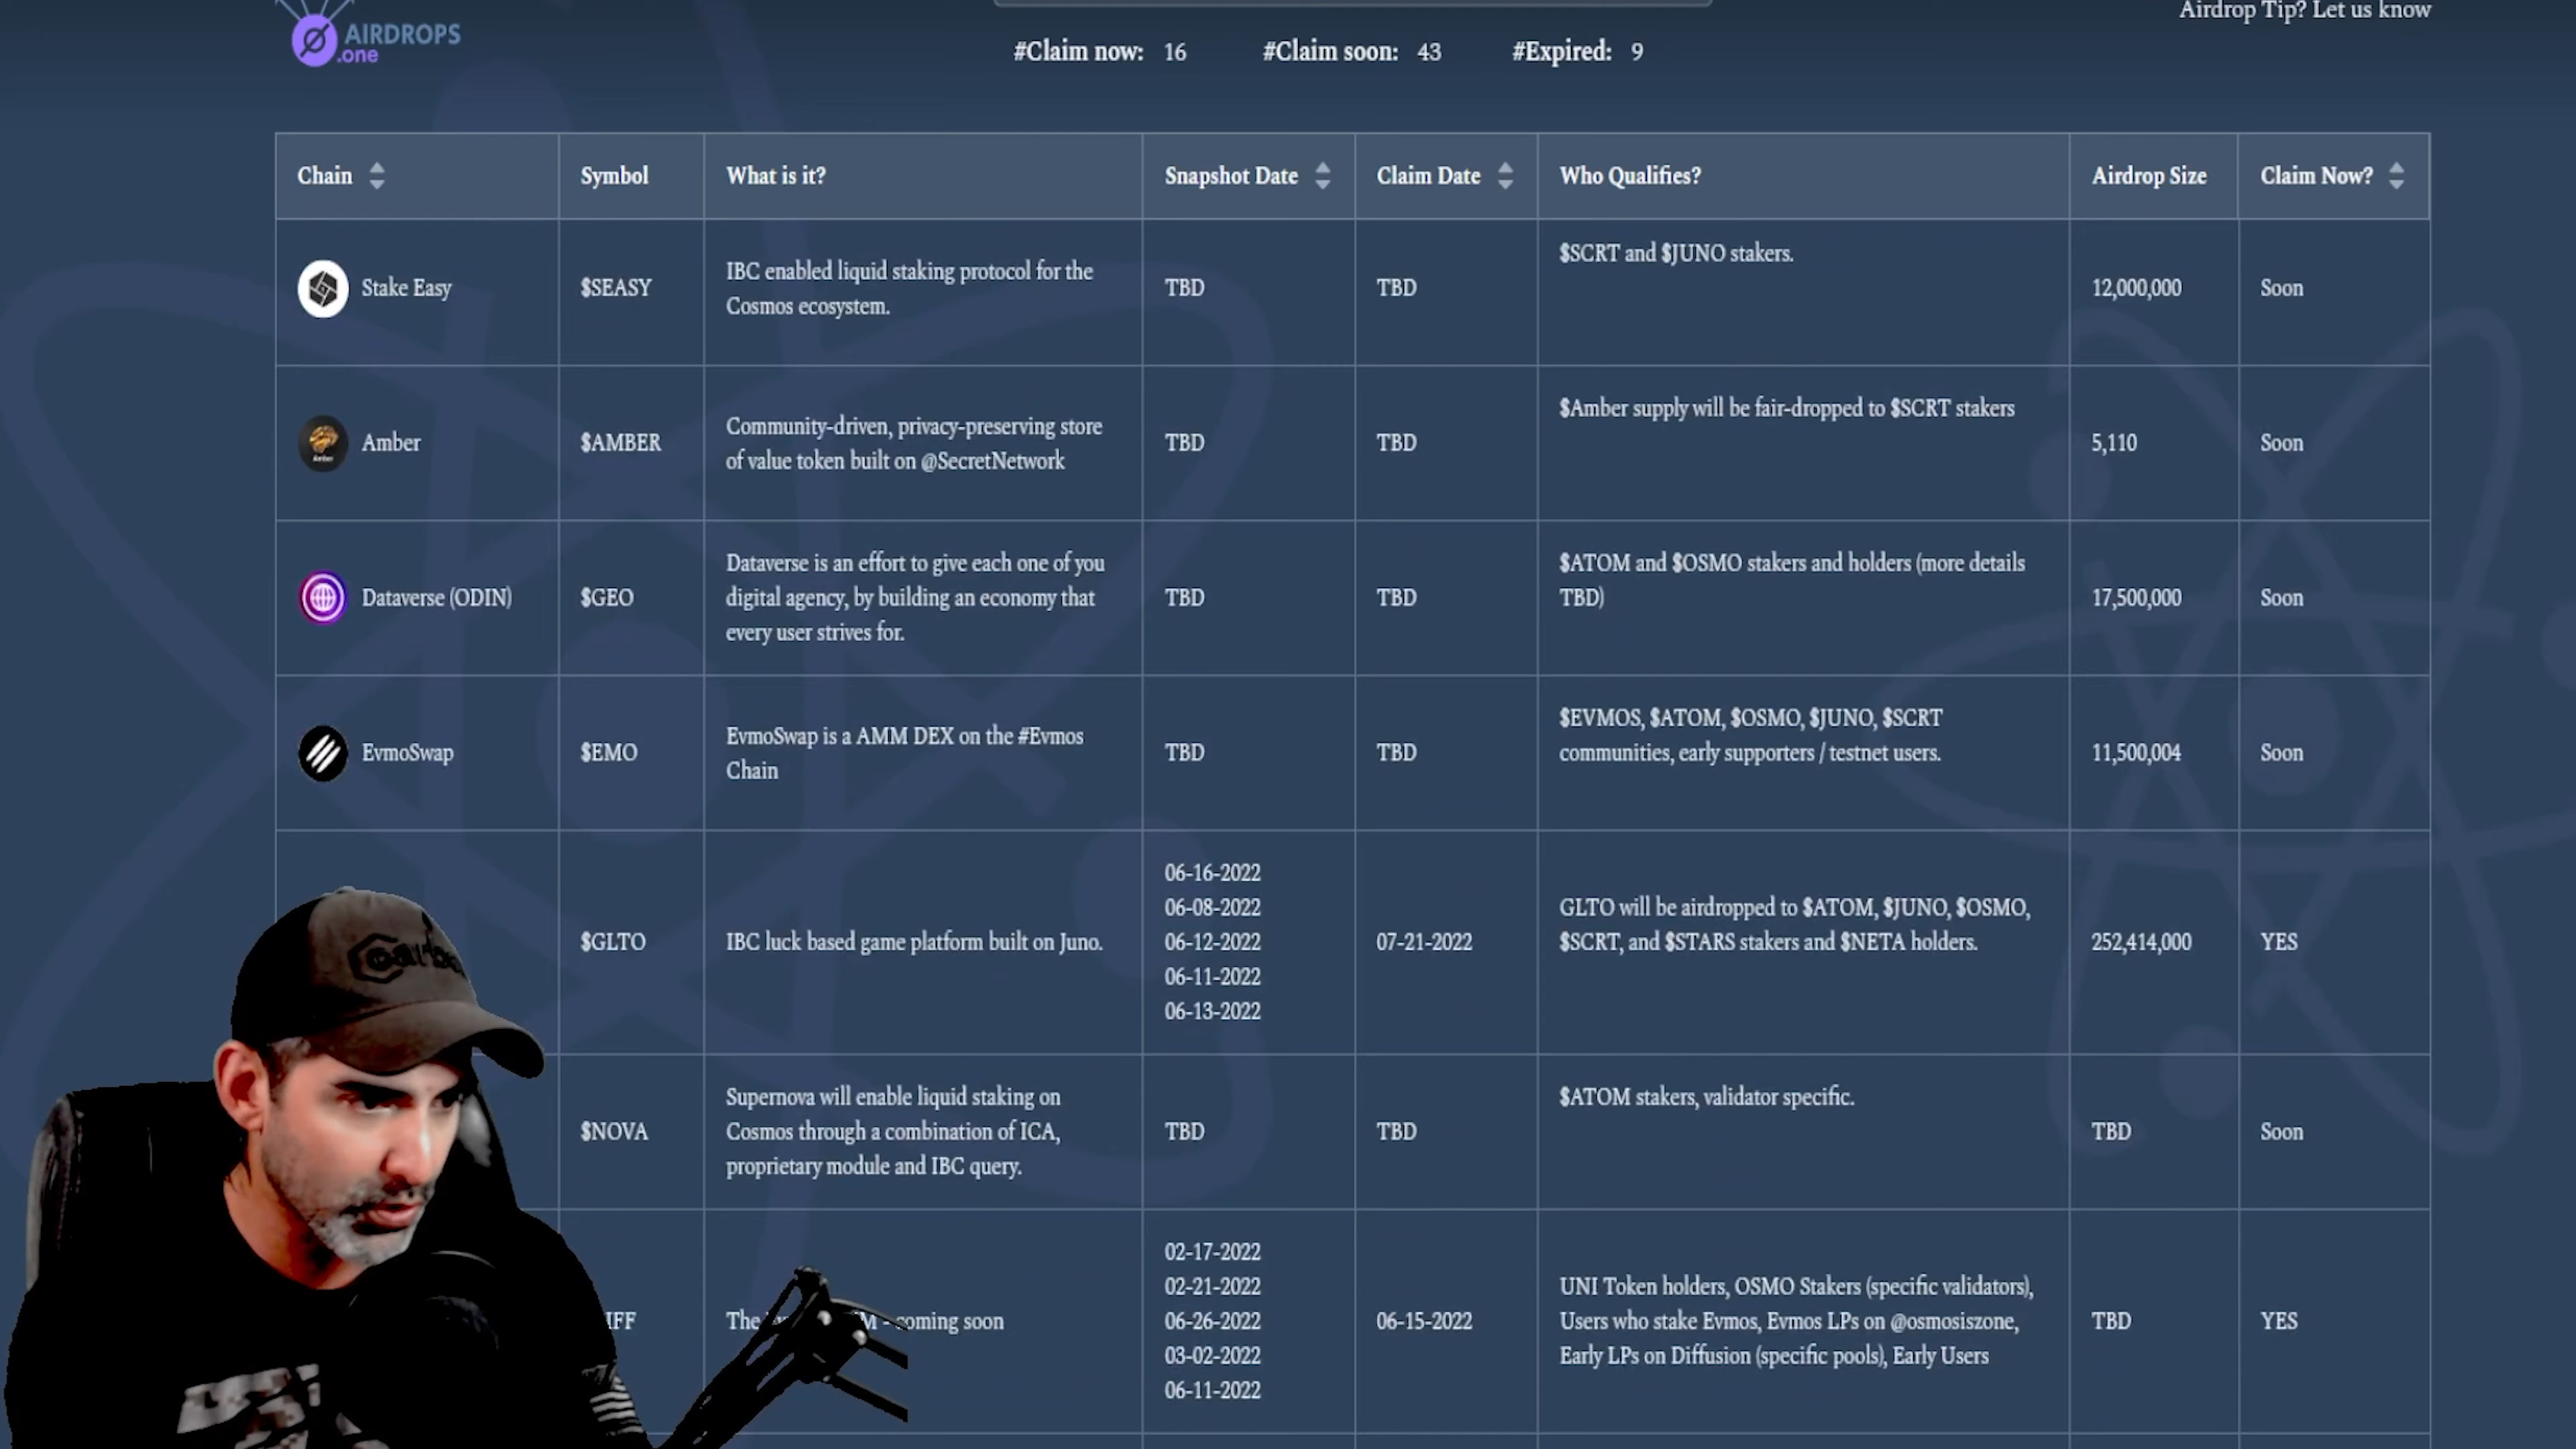 AIRDROPS
.one
Airdrop Tip? Let us know
#Claim now: 16 #Claim soon: 43 #Expired: 9
Chain Symbol What is it? Snapshot Date Claim Date Who Qualifies? Airdrop Size Claim Now?
Stake Easy
$SEASY
IBC enabled liquid staking protocol for the
Cosmos ecosystem.
TBD
TBD
$SCRT and $JUNO stakers.
12,000,000
Soon
Amber
$AMBER
Community-driven, privacy-preserving store
of value token built on @SecretNetwork
TBD
TBD
$Amber supply will be fair-dropped to $SCRT stakers
5,110
Soon
Dataverse (ODIN)
$GEO
Dataverse is an effort to give each one of you
digital agency, by building an economy that
every user strives for.
TBD
TBD
$ATOM and $OSMO stakers and holders (more details
TBD)
17,500,000
Soon
EvmoSwap
$EMO
EvmoSwap is a AMM DEX on the #Evmos
Chain
TBD
TBD
$EVMOS, $ATOM, $OSMO, $JUNO, $SCRT
communities, early supporters / testnet users.
11,500,004
Soon
$GLTO
IBC luck based game platform built on Juno.
06-16-2022
06-08-2022
06-12-2022
06-11-2022
06-13-2022
07-21-2022
GLTO will be airdropped to $ATOM, $JUNO, $OSMO,
$SCRT, and $STARS stakers and $NETA holders.
252,414,000
YES
$NOVA
Supernova will enable liquid staking on
Cosmos through a combination of ICA,
proprietary module and IBC query.
TBD
TBD
$ATOM stakers, validator specific.
TBD
Soon
IFF
The coming soon
02-17-2022
02-21-2022
06-26-2022
03-02-2022
06-11-2022
06-15-2022
UNI Token holders, OSMO Stakers (specific validators),
Users who stake Evmos, Evmos LPs on @osmosiszone,
Early LPs on Diffusion (specific pools), Early Users
TBD
YES